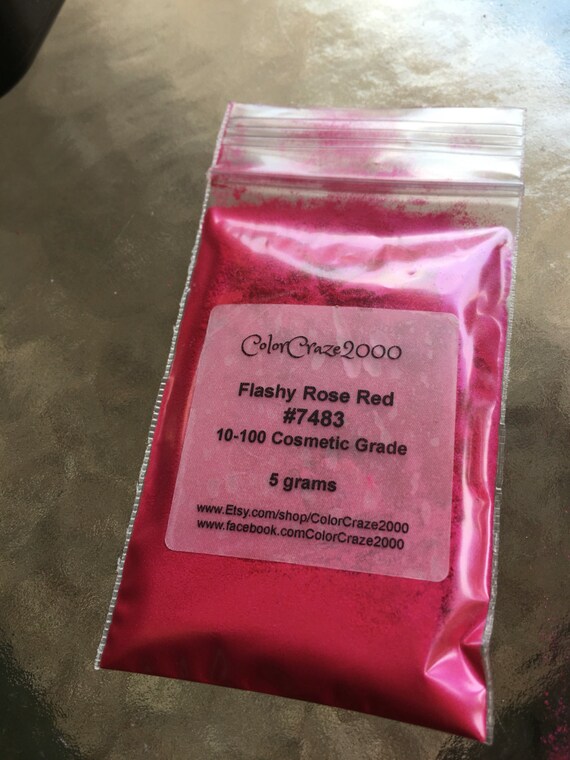 ColorCraze2000
Flashy Rose Red
#7483
10-100 Cosmetic Grade
5 grams
www.Etsy.com/shop/ColorCraze2000
www.facebook.comColorCraze2000